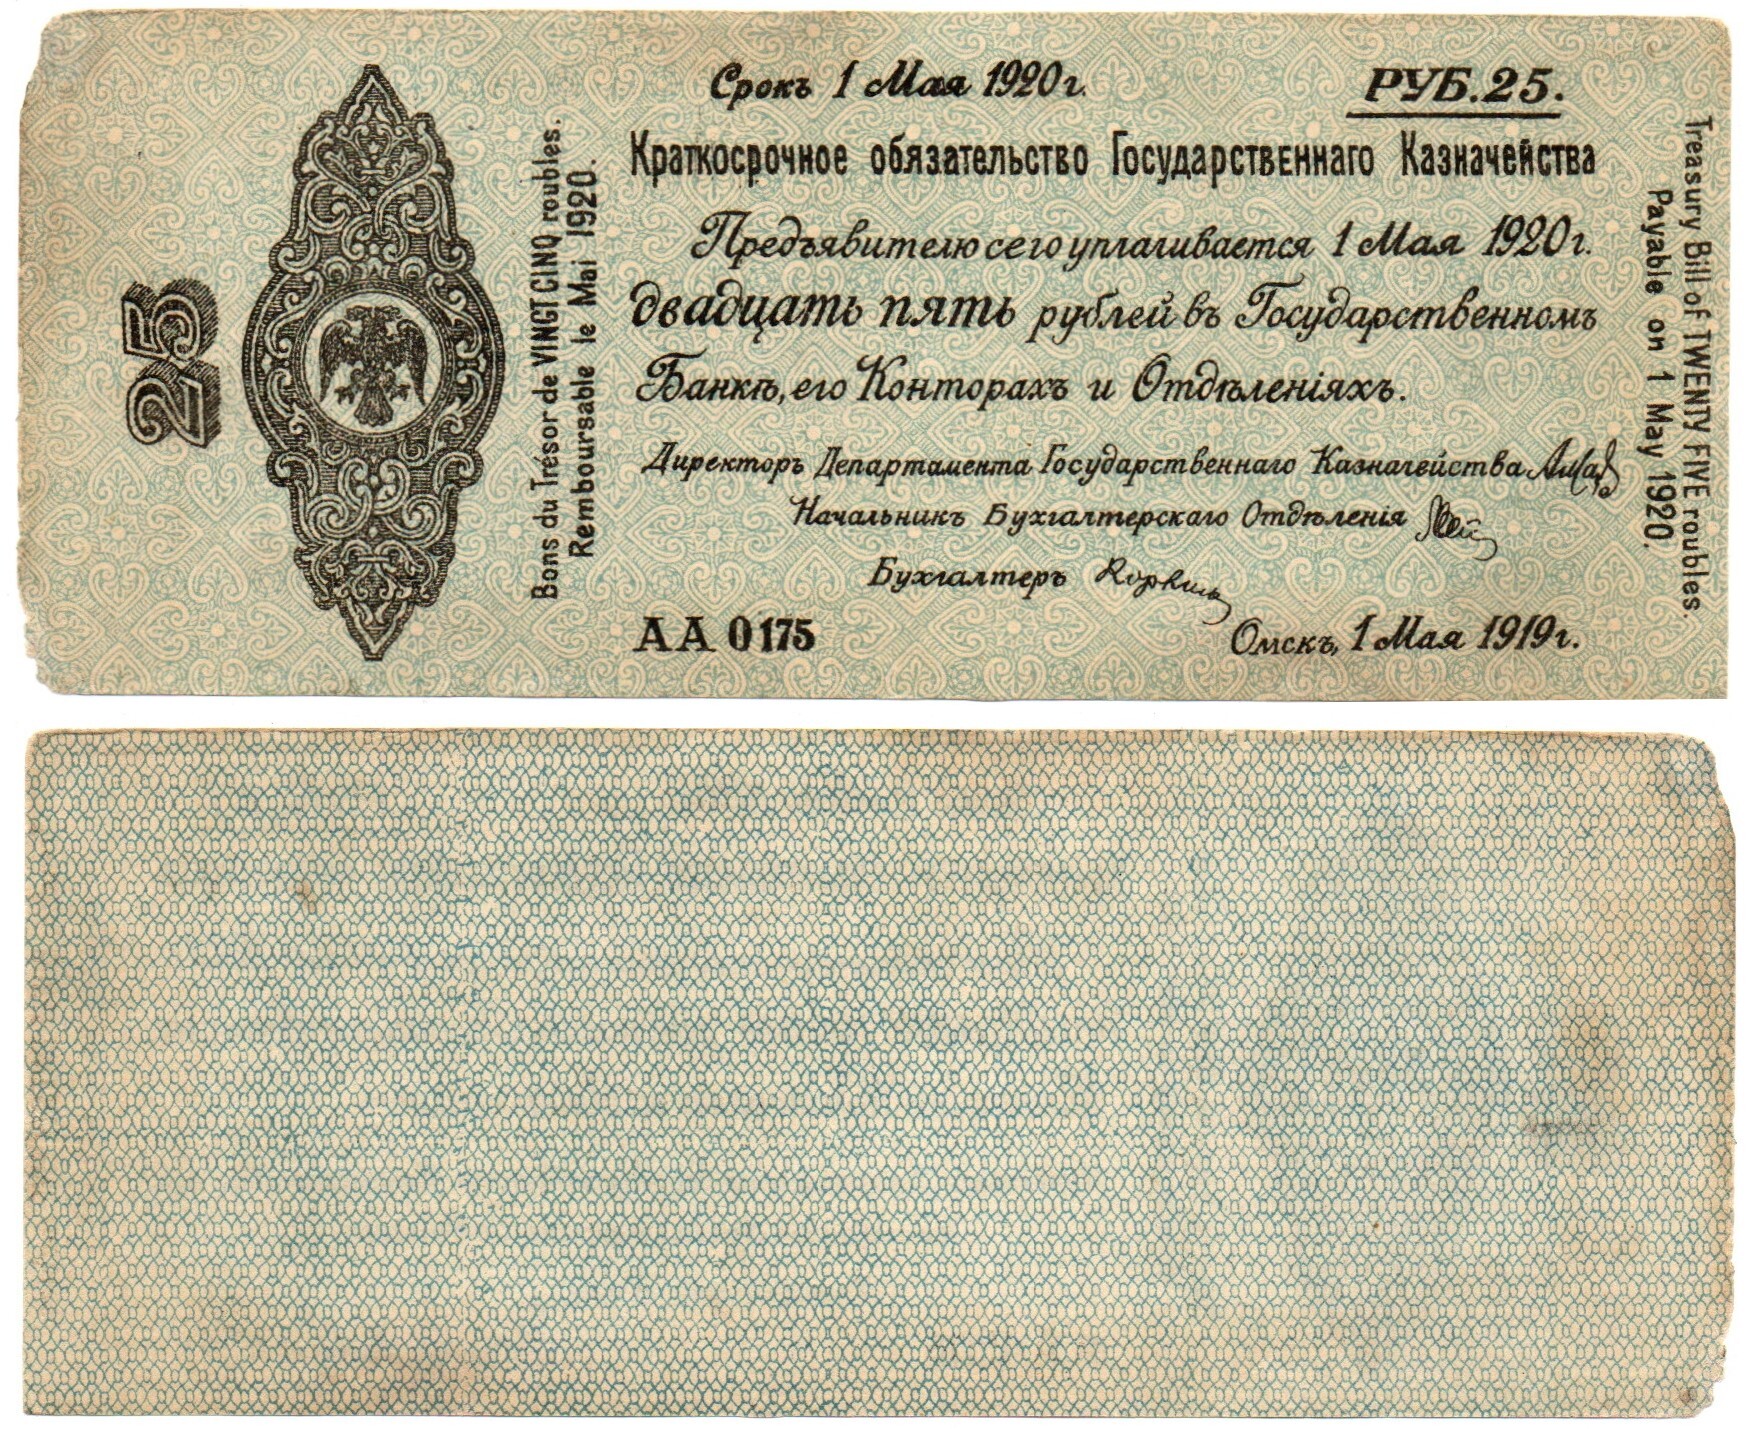 25
Bons du Trésor de VINGT CINQ roubles.
Remboursable le Mai 1920.
Срокъ 1 Мая 1920 г.
РУБ.25.
Краткосрочное обязательство Государственнаго Казначейства
Предъявителю сего уплачивается 1 Мая 1920 г.
двадцать пять рублей въ Государственномъ
Банкѣ, его Конторахъ и Отдѣленіяхъ.
Директоръ Департамента Государственнаго Казначейства
Начальникъ Бухгалтерскаго Отдѣленія
Бухгалтеръ
АА 0175
Омскъ, 1 Мая 1919 г.
Treasury Bill of TWENTY FIVE roubles.
Payable on 1 May 1920.